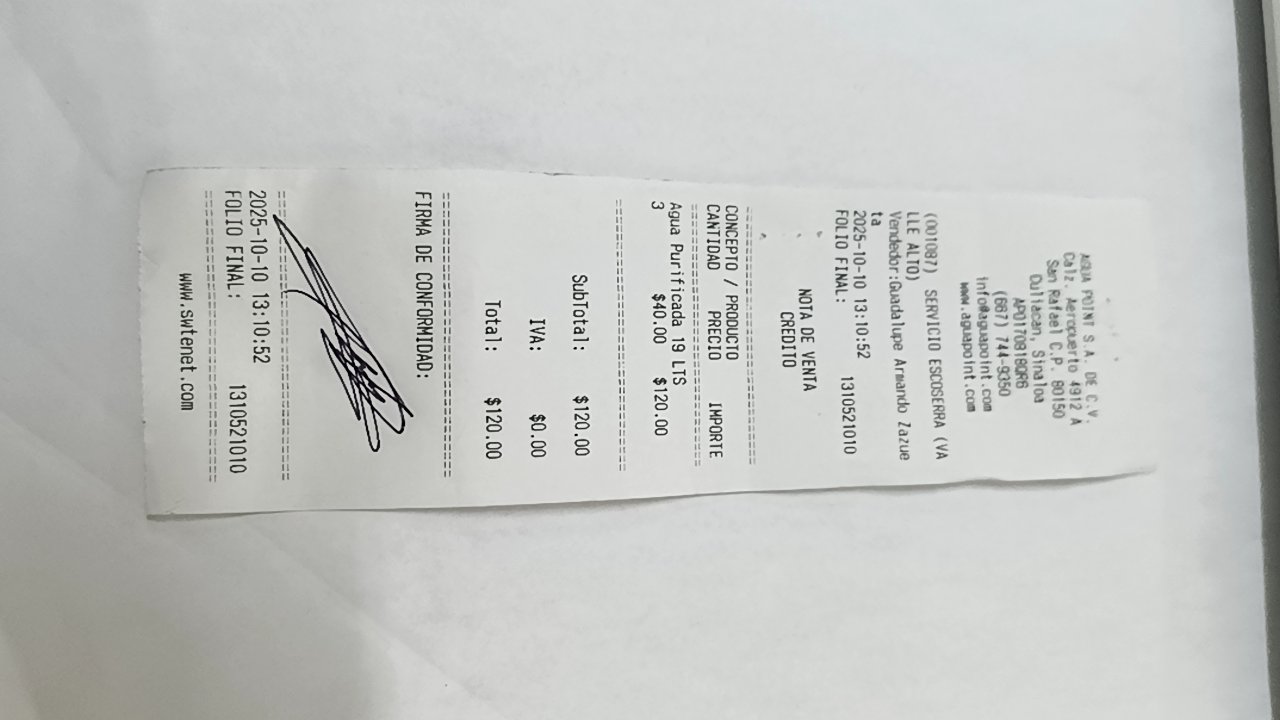 AGUA POINT S.A. DE C.V.
Calz. Aeropuerto 4912 A
San Rafael C.P. 80150
Culiacan, Sinaloa
APO1709180R6
(667) 744-9350
info@aguapoint.com
www.aguapoint.com
(001087) SERVICIO ESCOSERRA (VA
LLE ALTO)
Vendedor:Guadalupe Armando Zazue
ta
2025-10-10 13:10:52
FOLIO FINAL: 1310521010
NOTA DE VENTA
CREDITO
CONCEPTO / PRODUCTO
CANTIDAD PRECIO IMPORTE
Agua Purificada 19 LTS
3 $40.00 $120.00
SubTotal: $120.00
IVA: $0.00
Total: $120.00
FIRMA DE CONFORMIDAD:
2025-10-10 13:10:52
FOLIO FINAL: 1310521010
www.swtenet.com